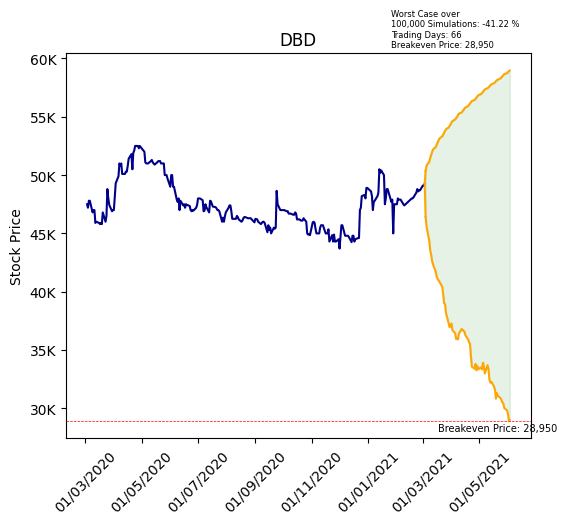 Worst Case over
100,000 Simulations: -41.22 %
Trading Days: 66
Breakeven Price: 28,950
DBD
60K
55K
50K
45K
40K
35K
30K
Stock Price
Breakeven Price: 28,950
01/03/2020
01/05/2020
01/07/2020
01/09/2020
01/11/2020
01/01/2021
01/03/2021
01/05/2021